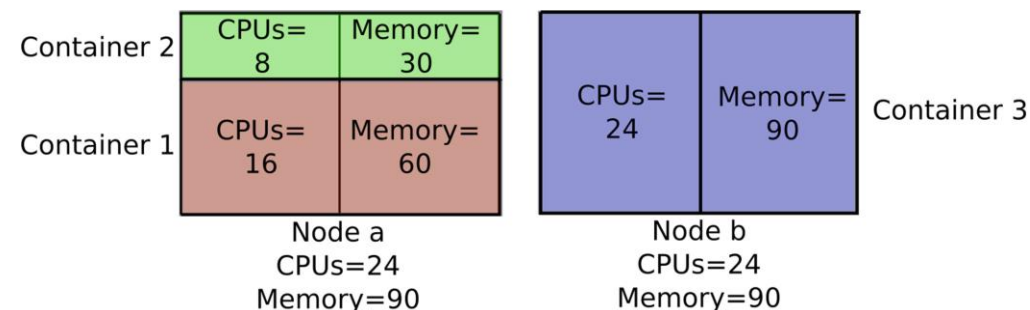 Container 2
CPUs=
8
Memory=
30
Container 1
CPUs=
16
Memory=
60
Node a
CPUs=24
Memory=90
CPUs=
24
Memory=
90
Container 3
Node b
CPUs=24
Memory=90